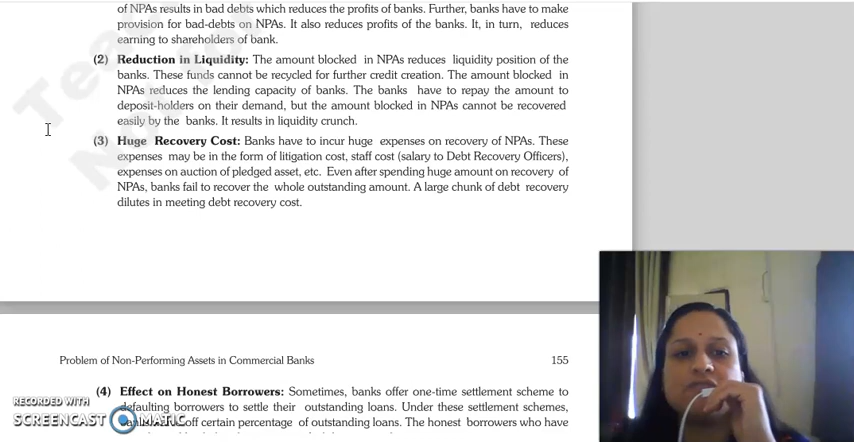 of NPAs results in bad debts which reduces the profits of banks. Further, banks have to make
provision for bad-debts on NPAs. It also reduces profits of the banks. It, in turn, reduces
earning to shareholders of bank.
(2) Reduction in Liquidity: The amount blocked in NPAs reduces liquidity position of the
banks. These funds cannot be recycled for further credit creation. The amount blocked in
NPAs reduces the lending capacity of banks. The banks have to repay the amount to
deposit-holders on their demand, but the amount blocked in NPAs cannot be recovered
easily by the banks. It results in liquidity crunch.
(3) Huge Recovery Cost: Banks have to incur huge expenses on recovery of NPAs. These
expenses may be in the form of litigation cost, staff cost (salary to Debt Recovery Officers),
expenses on auction of pledged asset, etc. Even after spending huge amount on recovery of
NPAs, banks fail to recover the whole outstanding amount. A large chunk of debt recovery
dilutes in meeting debt recovery cost.
Problem of Non-Performing Assets in Commercial Banks 155
(4) Effect on Honest Borrowers: Sometimes, banks offer one-time settlement scheme to
defaulting borrowers to settle their outstanding loans. Under these settlement schemes,
off certain percentage of outstanding loans. The honest borrowers who have
RECORDED WITH
SCREENCAST MATIC